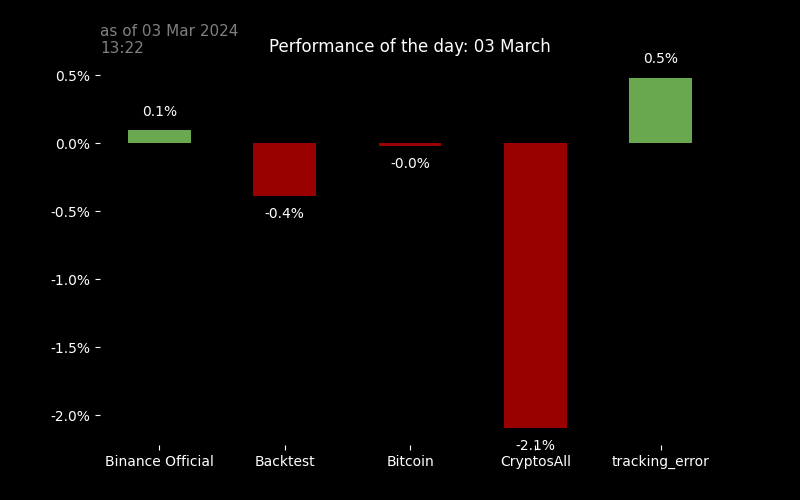 as of 03 Mar 2024
13:22
Performance of the day: 03 March
0.5%
0.0%
-0.5%
-1.0%
-1.5%
-2.0%
0.1%
-0.4%
-0.0%
-2.1%
0.5%
Binance Official
Backtest
Bitcoin
CryptosAll
tracking_error